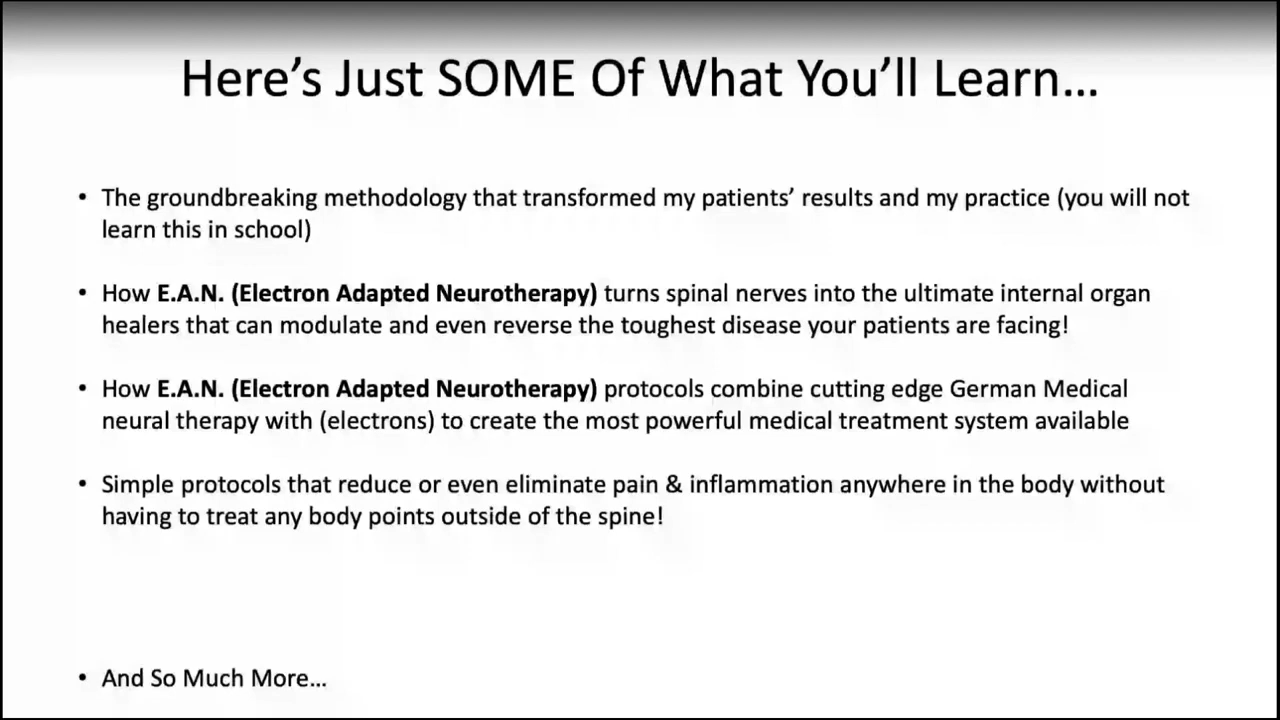 Here’s Just SOME Of What You’ll Learn…
• The groundbreaking methodology that transformed my patients’ results and my practice (you will not
learn this in school)
• How E.A.N. (Electron Adapted Neurotherapy) turns spinal nerves into the ultimate internal organ
healers that can modulate and even reverse the toughest disease your patients are facing!
• How E.A.N. (Electron Adapted Neurotherapy) protocols combine cutting edge German Medical
neural therapy with (electrons) to create the most powerful medical treatment system available
• Simple protocols that reduce or even eliminate pain & inflammation anywhere in the body without
having to treat any body points outside of the spine!
• And So Much More…